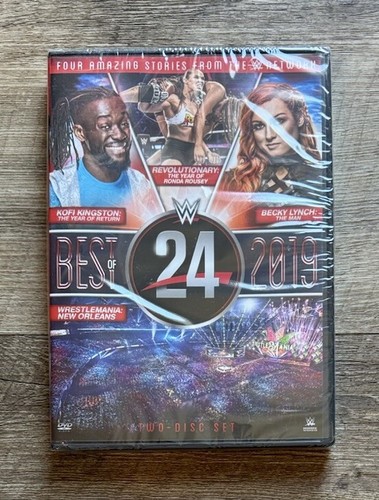 FOUR AMAZING STORIES FROM THE W NETWORK
REVOLUTIONARY:
THE YEAR OF
RONDA ROUSEY
KOFI KINGSTON:
THE YEAR OF RETURN
BECKY LYNCH:
THE MAN
W
BEST OF
24
2019
WRESTLEMANIA:
NEW ORLEANS
DVD
TWO-DISC SET